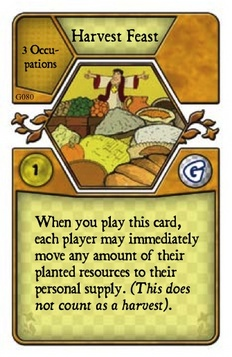 Harvest Feast
3 Occu-
pations
G080
1
G
When you play this card,
each player may immediately
move any amount of their
planted resources to their
personal supply. (This does
not count as a harvest).